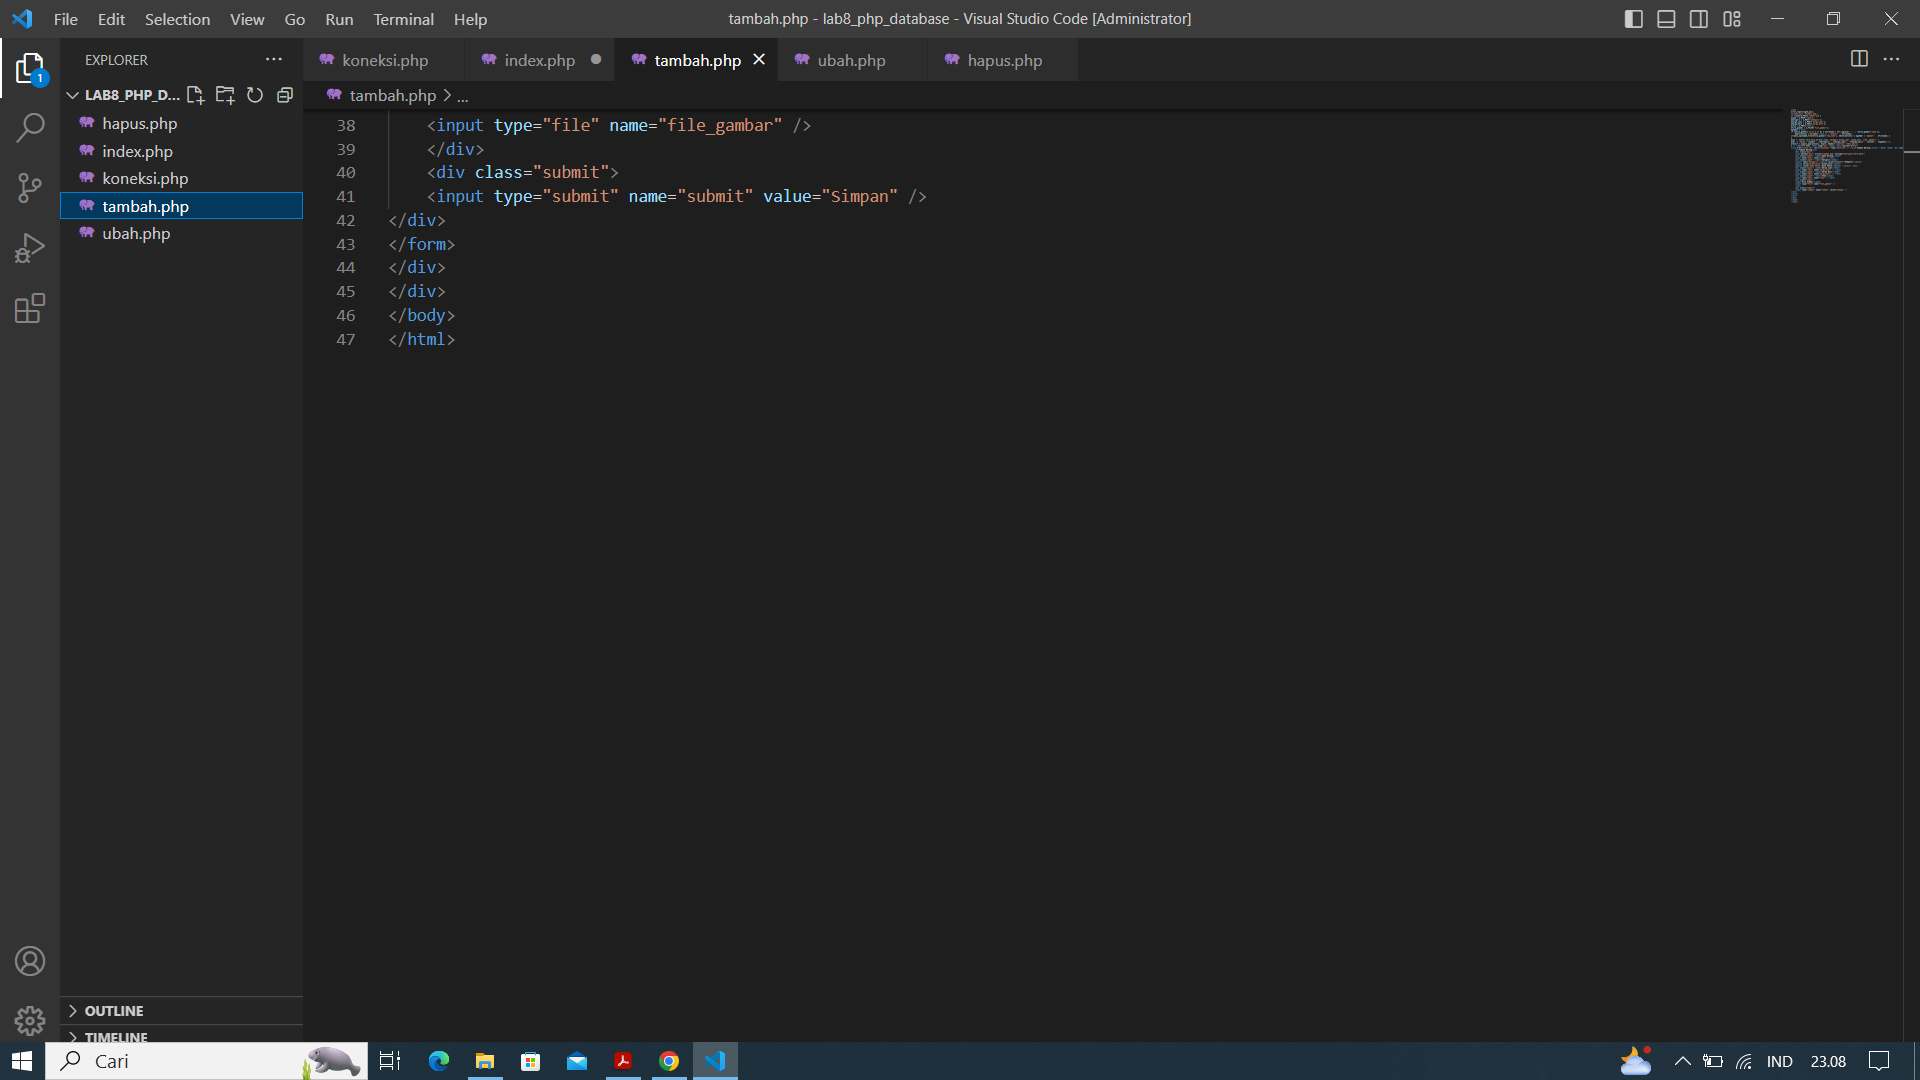 File Edit Selection View Go Run Terminal Help
tambah.php - lab8_php_database - Visual Studio Code [Administrator]
EXPLORER
koneksi.php
index.php
tambah.php
ubah.php
hapus.php
1
LAB8_PHP_D...
tambah.php > ...
hapus.php
index.php
koneksi.php
tambah.php
ubah.php
38 <input type="file" name="file_gambar" />
39 </div>
40 <div class="submit">
41 <input type="submit" name="submit" value="Simpan" />
42 </div>
43 </form>
44 </div>
45 </div>
46 </body>
47 </html>
OUTLINE
TIMELINE
Cari
IND
23.08